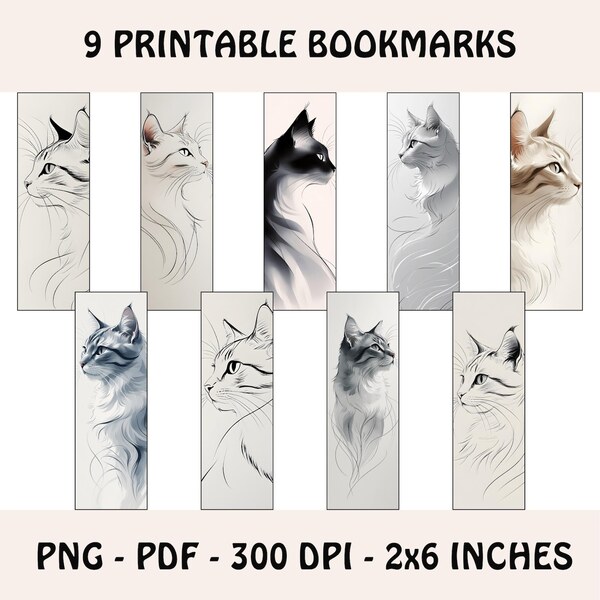 9 PRINTABLE BOOKMARKS
PNG - PDF - 300 DPI - 2x6 INCHES